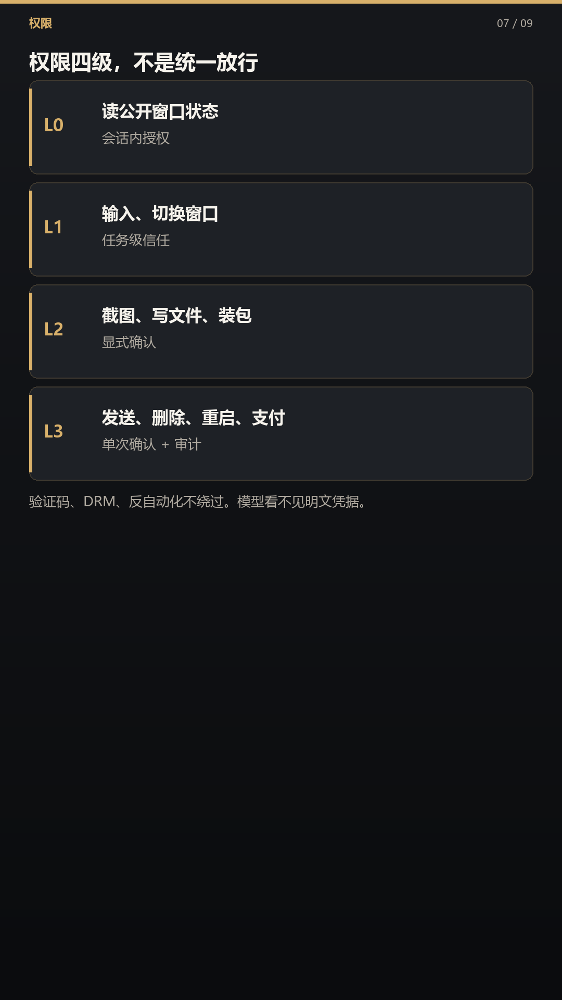 权限
07 / 09
权限四级，不是统一放行
L0
读公开窗口状态
会话内授权
L1
输入、切换窗口
任务级信任
L2
截图、写文件、装包
显式确认
L3
发送、删除、重启、支付
单次确认 + 审计
验证码、DRM、反自动化不绕过。模型看不见明文凭据。